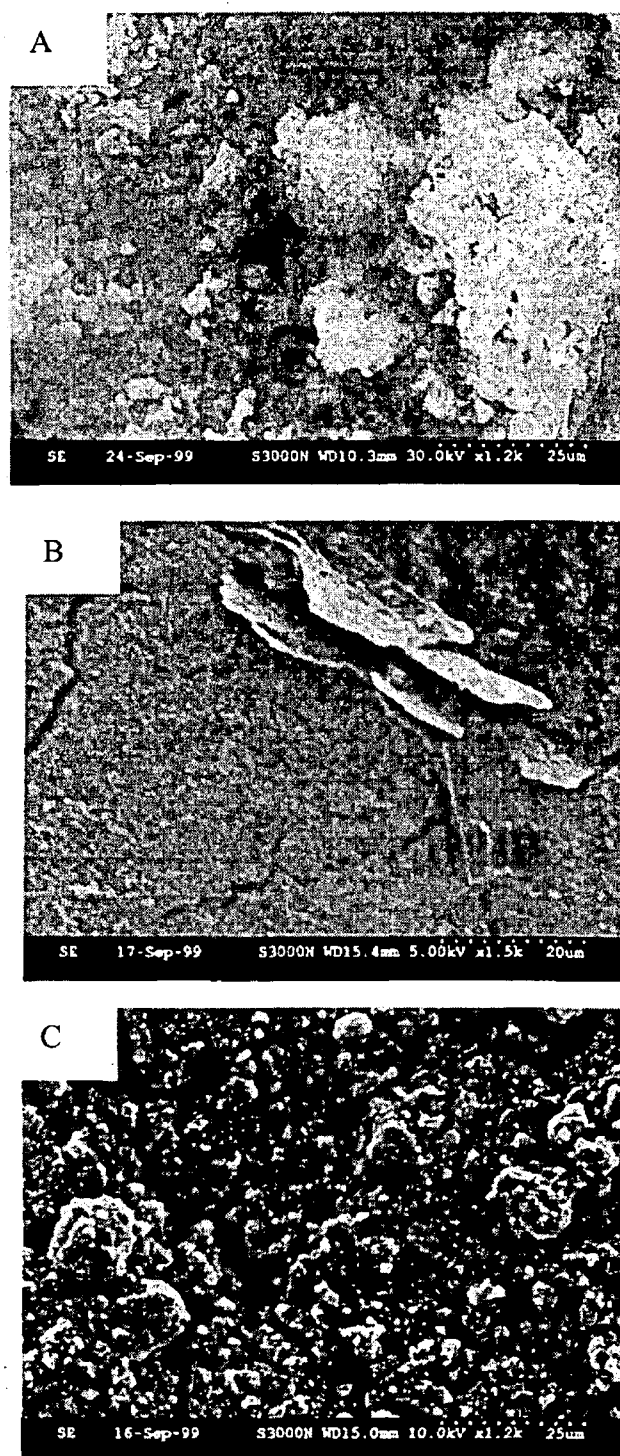 A
SE 24-Sep-99 S3000N WD10.3mm 30.0kV x1.2k 25um
B
SE 17-Sep-99 S3000N WD15.4mm 5.00kV x1.5k 20um
C
SE 16-Sep-99 S3000N WD15.0mm 10.0kV x1.2k 25um